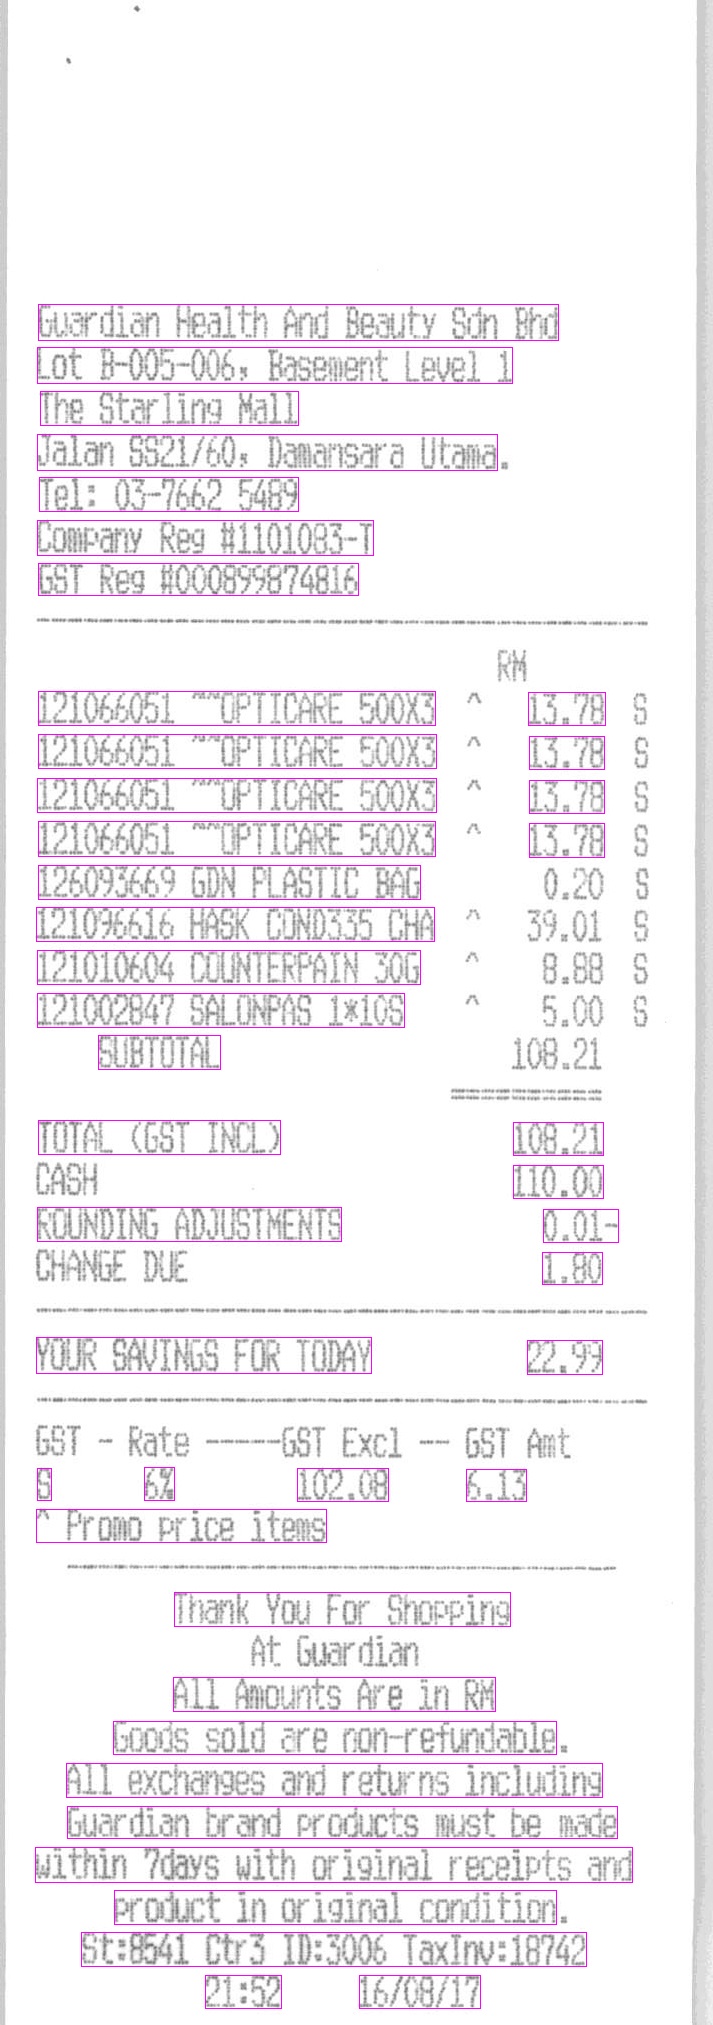 Guardian Health And Beauty Sdn Bhd
Lot B-005-006, Basement Level 1
The Starling Mall
Jalan SS21/60, Damansara Utama.
Tel: 03-7662 5489
Company Reg #1101083-T
GST Reg #000899874816
RM
121066051 ^^OPTICARE 500X3 ^ 13.78 S
121066051 ^^OPTICARE 500X3 ^ 13.78 S
121066051 ^^OPTICARE 500X3 ^ 13.78 S
121066051 ^^OPTICARE 500X3 ^ 13.78 S
126093669 GDN PLASTIC BAG 0.20 S
121096616 HASK COND335 CHA ^ 39.01 S
121010604 COUNTERPAIN 30G ^ 8.88 S
121002847 SALONPAS 1*10S ^ 5.00 S
SUBTOTAL 108.21
TOTAL (GST INCL) 108.21
CASH 110.00
ROUNDING ADJUSTMENTS 0.01-
CHANGE DUE 1.80
YOUR SAVINGS FOR TODAY 22.99
GST - Rate -----GST Excl -- GST Amt
S 6% 102.08 6.13
^ Promo price items
Thank You For Shopping
At Guardian
All Amounts Are in RM
Goods sold are non-refundable.
All exchanges and returns including
Guardian brand products must be made
within 7days with original receipts and
product in original condition.
St:8541 Ctr3 ID:3006 TaxInv:18742
21:52 16/08/17